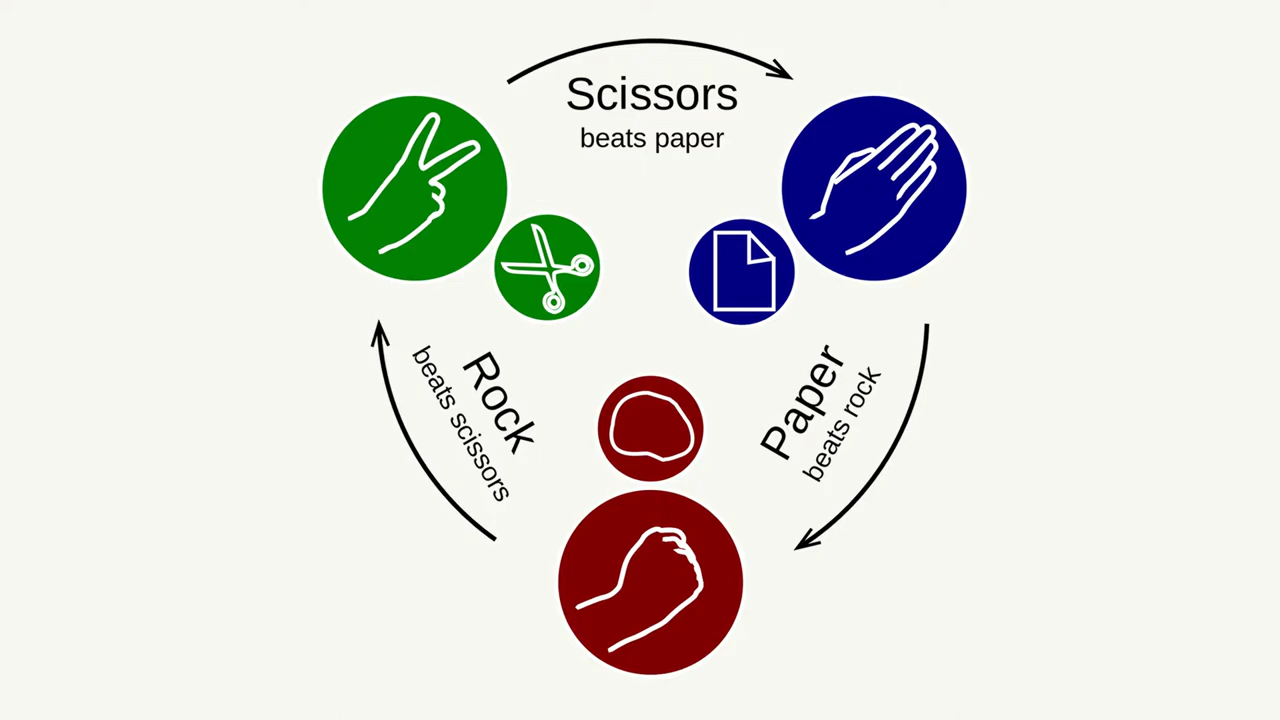 Scissors
beats paper
Rock
beats scissors
Paper
beats rock